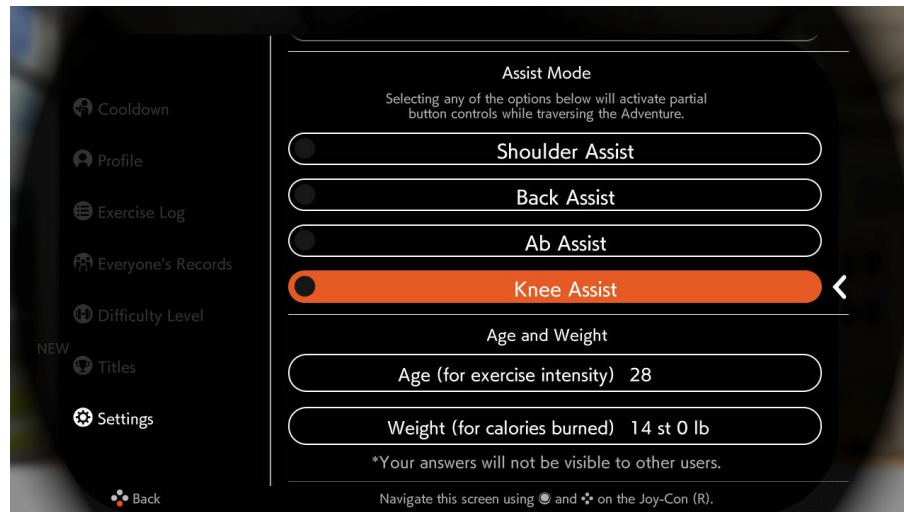 Cooldown
Profile
Exercise Log
Everyone's Records
Difficulty Level
NEW
Titles
Settings
Back
Assist Mode
Selecting any of the options below will activate partial
button controls while traversing the Adventure.
Shoulder Assist
Back Assist
Ab Assist
Knee Assist
Age and Weight
Age (for exercise intensity) 28
Weight (for calories burned) 14 st 0 lb
*Your answers will not be visible to other users.
Navigate this screen using and on the Joy-Con (R).